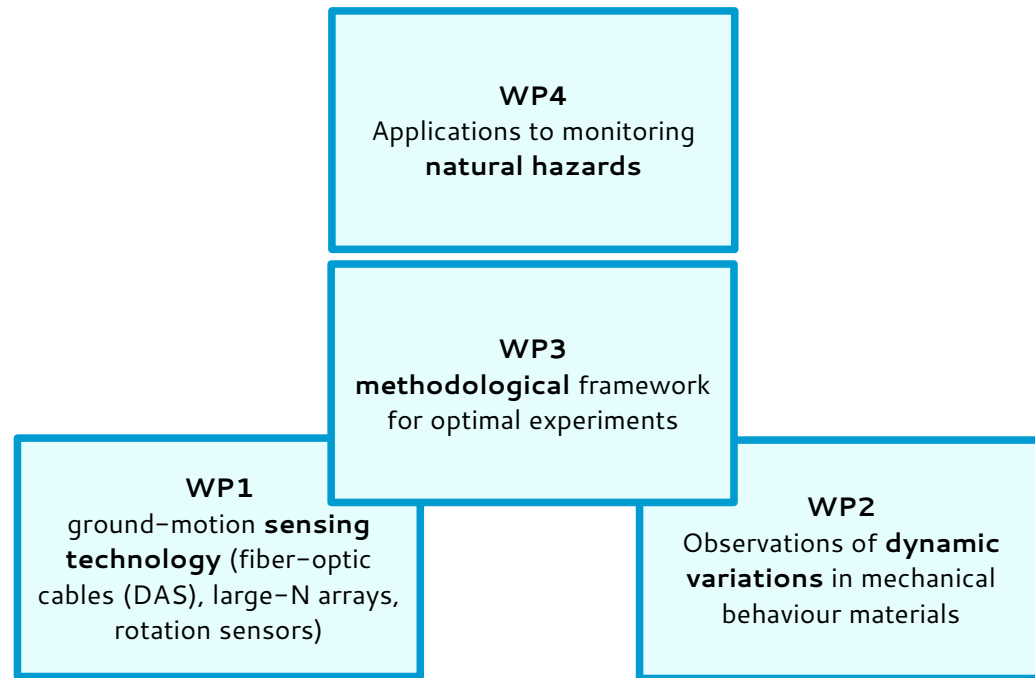 WP4
Applications to monitoring
natural hazards
WP3
methodological framework
for optimal experiments
WP1
ground-motion sensing
technology (fiber-optic
cables (DAS), large-N arrays,
rotation sensors)
WP2
Observations of dynamic
variations in mechanical
behaviour materials